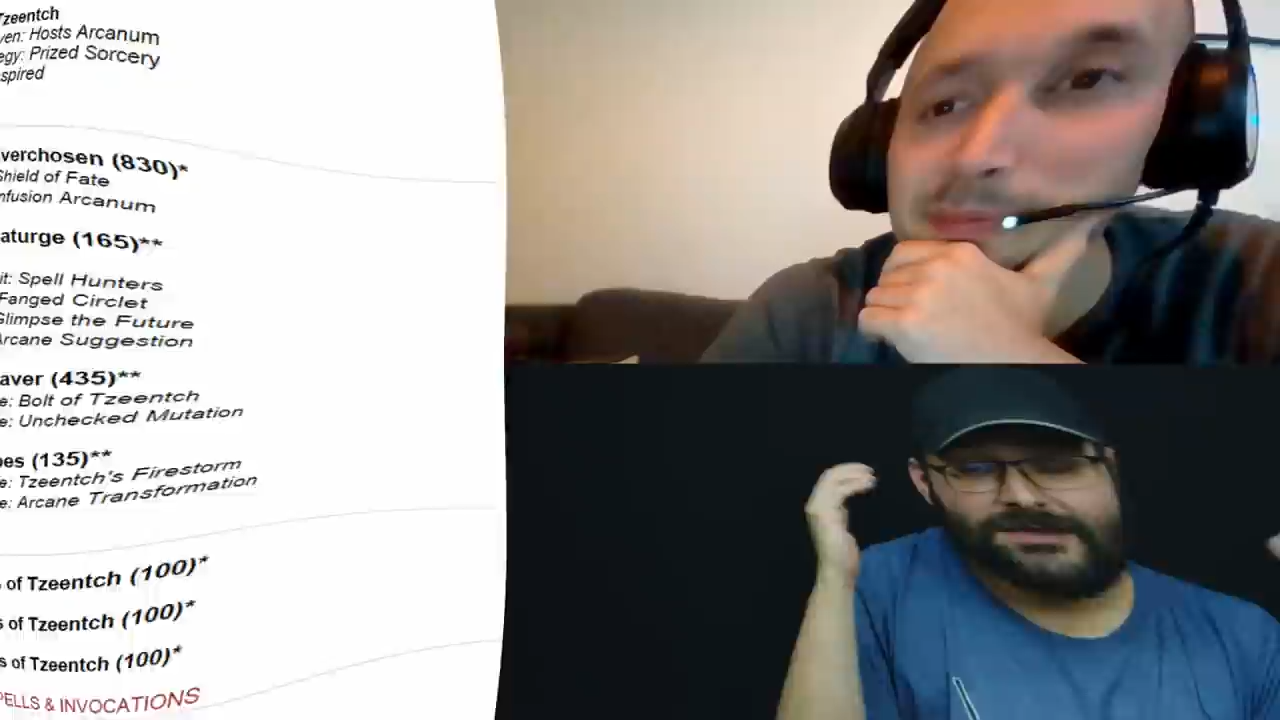 Tzeentch
ven: Hosts Arcanum
egy: Prized Sorcery
spired
verchosen (830)*
Shield of Fate
nfusion Arcanum
aturge (165)**
it: Spell Hunters
Fanged Circlet
Glimpse the Future
Arcane Suggestion
aver (435)**
e: Bolt of Tzeentch
e: Unchecked Mutation
es (135)**
e: Tzeentch's Firestorm
e: Arcane Transformation
of Tzeentch (100)*
s of Tzeentch (100)*
s of Tzeentch (100)*
PELLS & INVOCATIONS